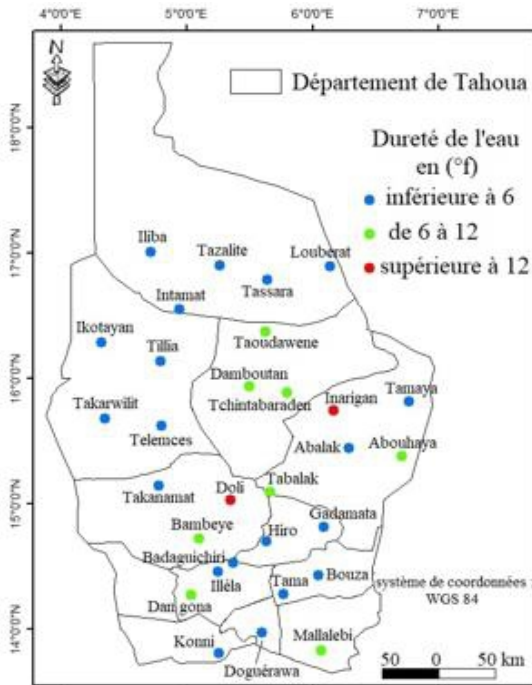 4°0'0"E 5°0'0"E 6°0'0"E 7°0'0"E
N
Département de Tahoua
18°0'0"N
Dureté de l'eau
en (°f)
inférieure à 6
de 6 à 12
supérieure à 12
Iliba
Tazalite
Louberat
17°0'0"N
Tassara
Intamat
Ikotayan
Tillia
Taoudawene
16°0'0"N
Damboutan
Tchintabaraden
Inarigan
Tamaya
Takarwilit
Telemces
Abalak
Abouhaya
Takanamat
Doli
Tabalak
15°0'0"N
Bambeye
Hiro
Gadamata
Badaguichiri
Illéla
Tama
Bouza
système de coordonnées :
WGS 84
Dan gona
14°0'0"N
Konni
Doguérawa
Mallalebi
50 0 50 km